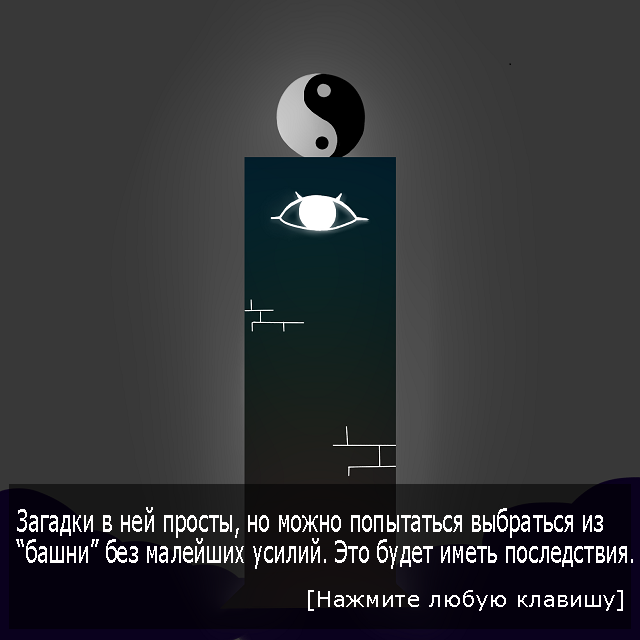 Загадки в ней просты, но можно попытаться выбраться из
“башни” без малейших усилий. Это будет иметь последствия.
[Нажмите любую клавишу]